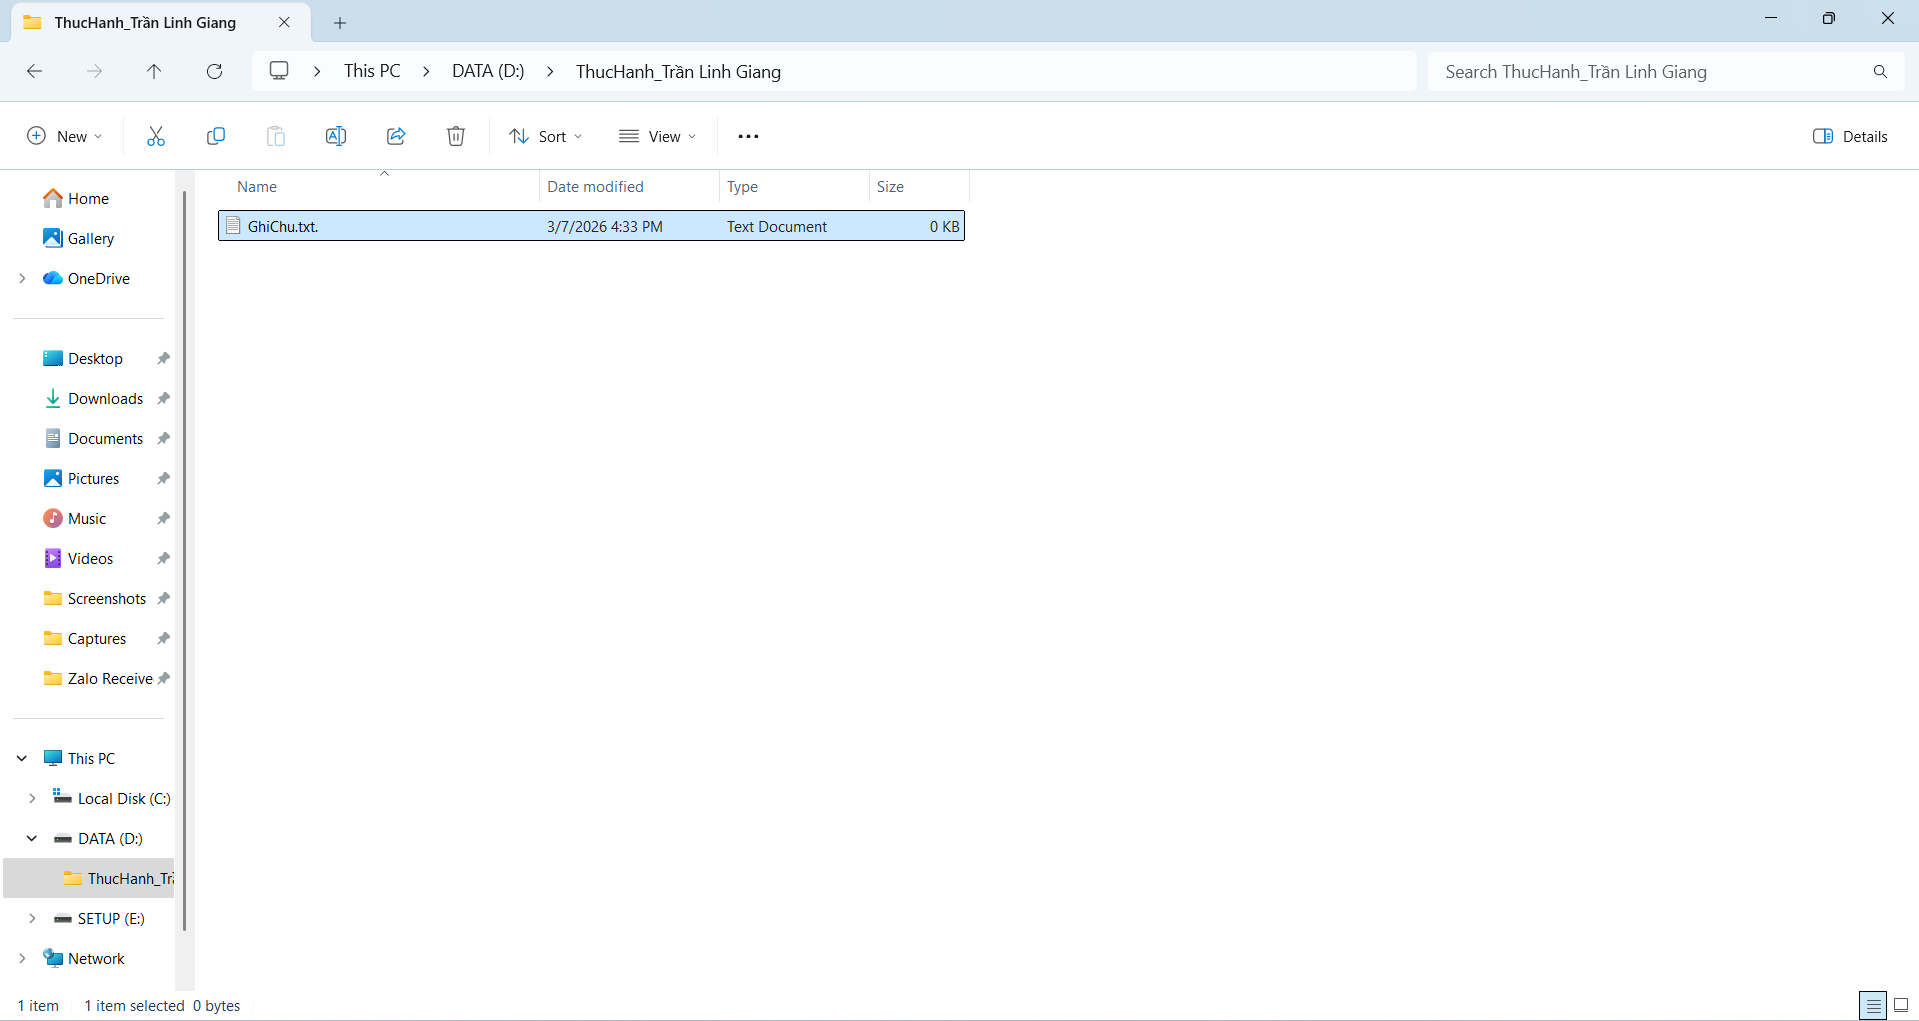 ThucHanh_Trần Linh Giang
This PC > DATA (D:) > ThucHanh_Trần Linh Giang
Search ThucHanh_Trần Linh Giang
New
Sort
View
Details
Name Date modified Type Size
GhiChu.txt. 3/7/2026 4:33 PM Text Document 0 KB
Home
Gallery
OneDrive
Desktop
Downloads
Documents
Pictures
Music
Videos
Screenshots
Captures
Zalo Receive
This PC
Local Disk (C:)
DATA (D:)
ThucHanh_Trầ
SETUP (E:)
Network
1 item 1 item selected 0 bytes